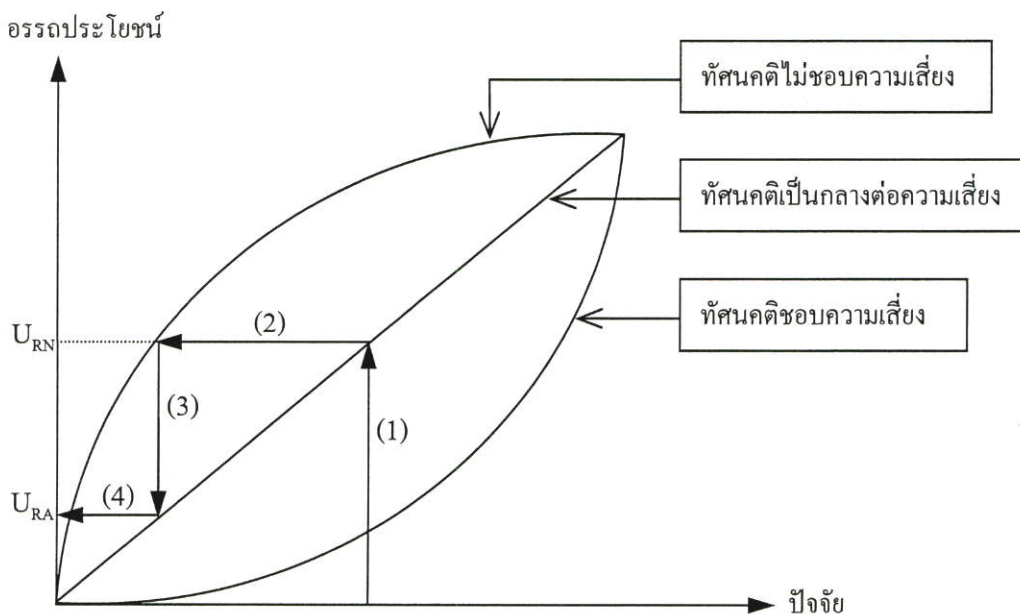 อรรถประโยชน์
ทัศนคติไม่ชอบความเสี่ยง
ทัศนคติเป็นกลางต่อความเสี่ยง
ทัศนคติชอบความเสี่ยง
U_RN
(2)
(3)
(1)
U_RA
(4)
ปัจจัย